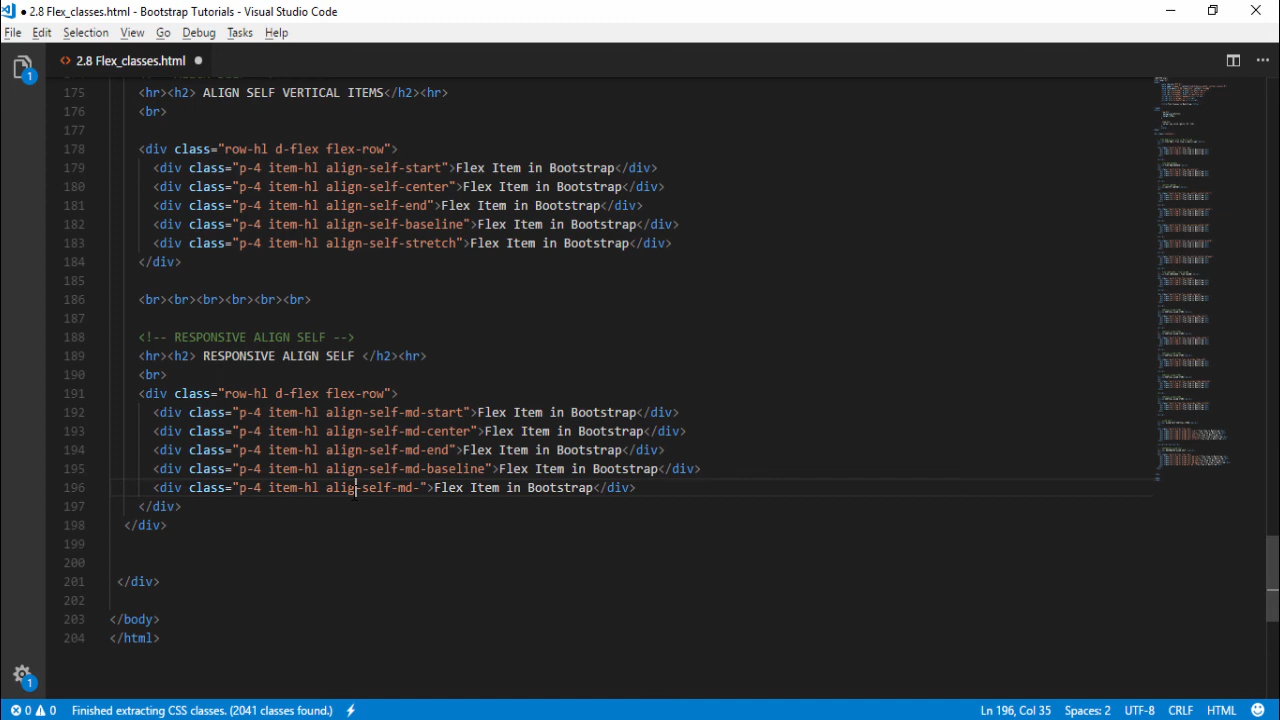 ● 2.8 Flex_classes.html - Bootstrap Tutorials - Visual Studio Code
File Edit Selection View Go Debug Tasks Help
<> 2.8 Flex_classes.html ●
175 <hr><h2> ALIGN SELF VERTICAL ITEMS</h2><hr>
176 <br>
177
178 <div class="row-hl d-flex flex-row">
179 <div class="p-4 item-hl align-self-start">Flex Item in Bootstrap</div>
180 <div class="p-4 item-hl align-self-center">Flex Item in Bootstrap</div>
181 <div class="p-4 item-hl align-self-end">Flex Item in Bootstrap</div>
182 <div class="p-4 item-hl align-self-baseline">Flex Item in Bootstrap</div>
183 <div class="p-4 item-hl align-self-stretch">Flex Item in Bootstrap</div>
184 </div>
185
186 <br><br><br><br><br><br>
187
188 <!-- RESPONSIVE ALIGN SELF -->
189 <hr><h2> RESPONSIVE ALIGN SELF </h2><hr>
190 <br>
191 <div class="row-hl d-flex flex-row">
192 <div class="p-4 item-hl align-self-md-start">Flex Item in Bootstrap</div>
193 <div class="p-4 item-hl align-self-md-center">Flex Item in Bootstrap</div>
194 <div class="p-4 item-hl align-self-md-end">Flex Item in Bootstrap</div>
195 <div class="p-4 item-hl align-self-md-baseline">Flex Item in Bootstrap</div>
196 <div class="p-4 item-hl align-self-md-">Flex Item in Bootstrap</div>
197 </div>
198 </div>
199
200
201 </div>
202
203 </body>
204 </html>
1
1
0 0 Finished extracting CSS classes. (2041 classes found.) Ln 196, Col 35 Spaces: 2 UTF-8 CRLF HTML